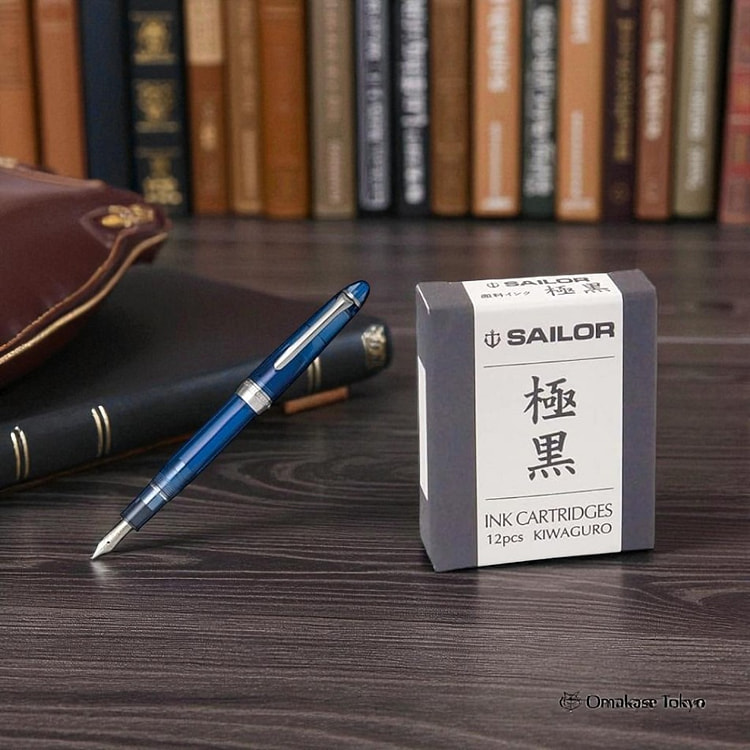 SAILOR
顔料インク 極黒
SAILOR
極
黒
INK CARTRIDGES
12pcs KIWAGURO
Omakase Tokyo